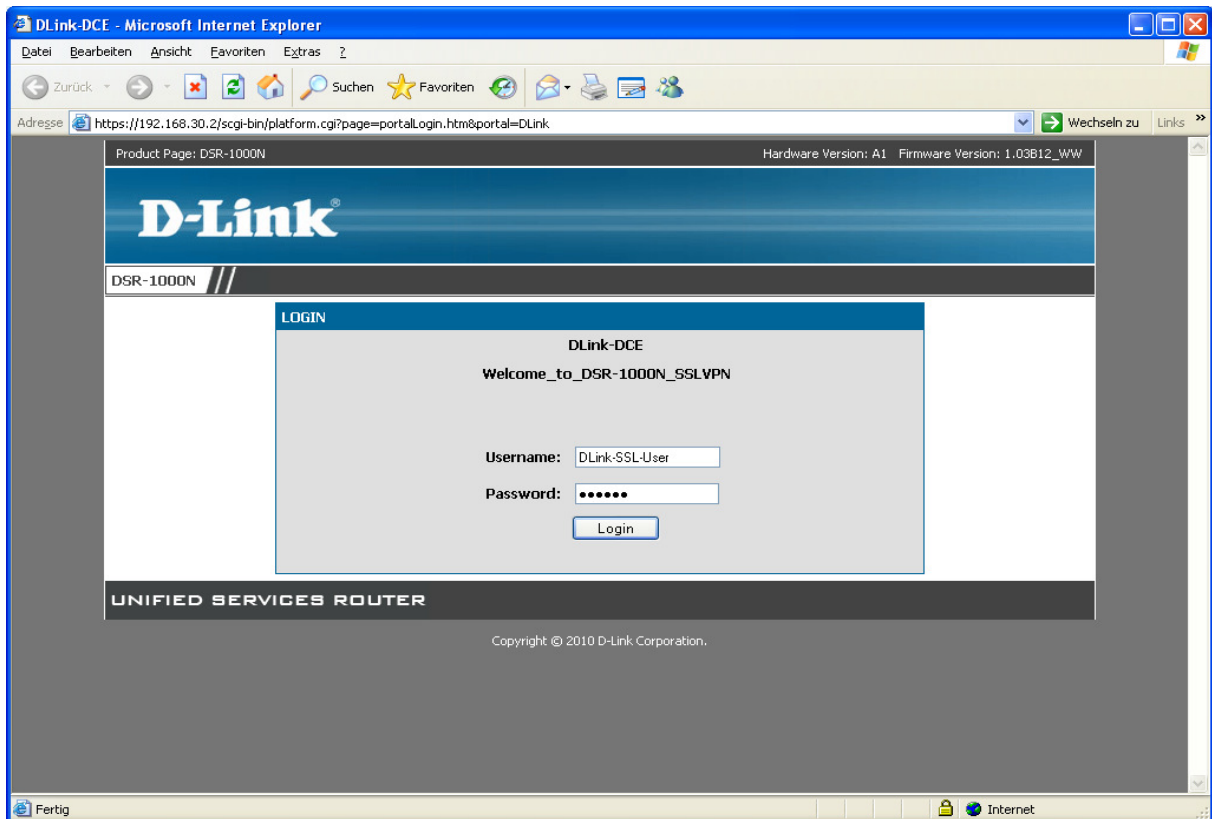 DLink-DCE - Microsoft Internet Explorer
Datei Bearbeiten Ansicht Favoriten Extras ?
Zurück Suchen Favoriten
Adresse https://192.168.30.2/scgi-bin/platform.cgi?page=portalLogin.htm&portal=DLink Wechseln zu Links »
Product Page: DSR-1000N Hardware Version: A1 Firmware Version: 1.03B12_WW
D-Link®
DSR-1000N
LOGIN
DLink-DCE
Welcome_to_DSR-1000N_SSLVPN
Username: DLink-SSL-User
Password: ••••••
Login
UNIFIED SERVICES ROUTER
Copyright © 2010 D-Link Corporation.
Fertig Internet